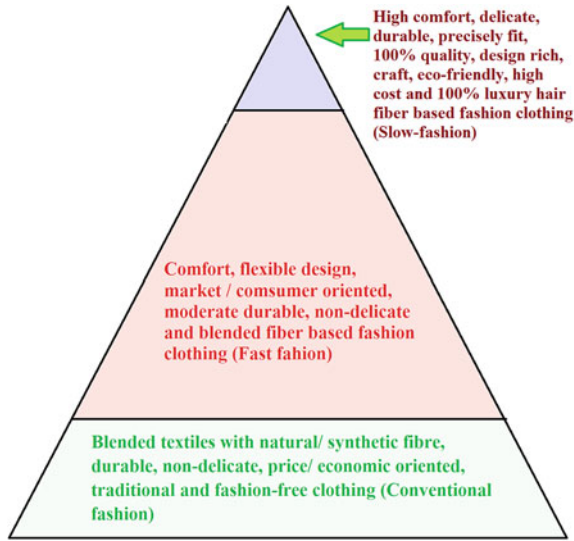 High comfort, delicate,
durable, precisely fit,
100% quality, design rich,
craft, eco-friendly, high
cost and 100% luxury hair
fiber based fashion clothing
(Slow-fashion)
Comfort, flexible design,
market / comsumer oriented,
moderate durable, non-delicate
and blended fiber based fashion
clothing (Fast fahion)
Blended textiles with natural/ synthetic fibre,
durable, non-delicate, price/ economic oriented,
traditional and fashion-free clothing (Conventional
fashion)